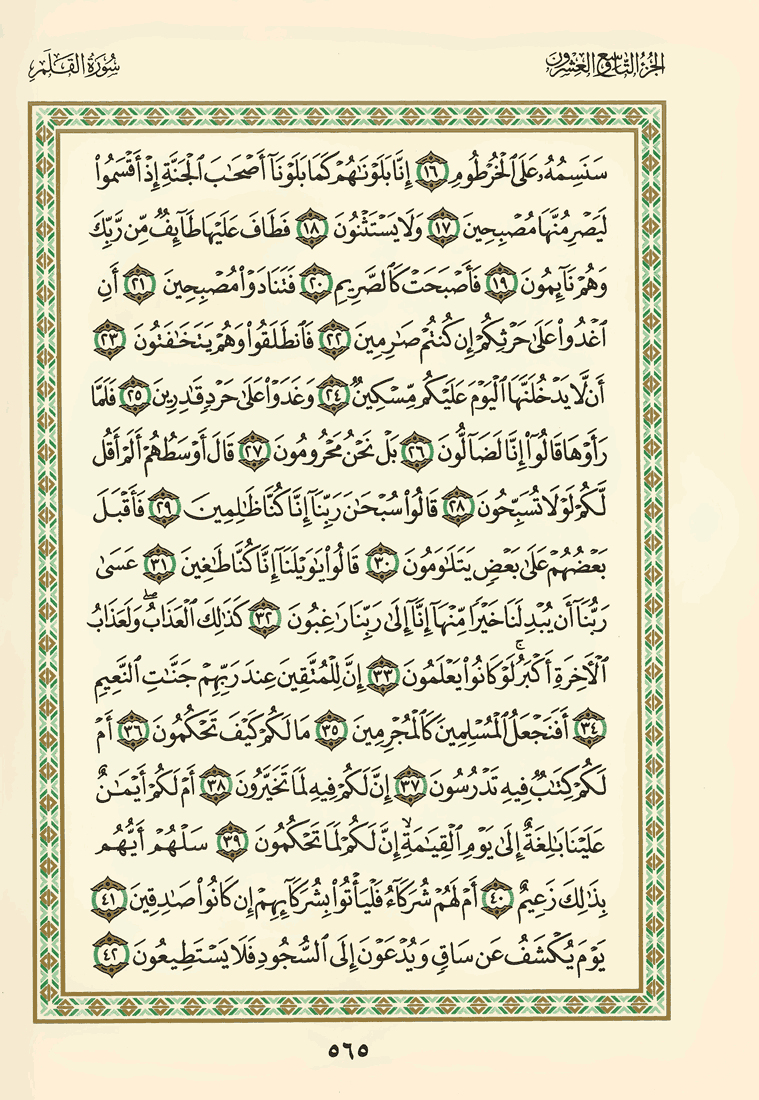 الجزء التاسع والعشرون
سورة القلم
سَنَسِمُهُۥ عَلَى ٱلْخُرْطُومِ ١٦ إِنَّا بَلَوْنَٰهُمْ كَمَا بَلَوْنَآ أَصْحَٰبَ ٱلْجَنَّةِ إِذْ أَقْسَمُوا۟
لَيَصْرِمُنَّهَا مُصْبِحِينَ ١٧ وَلَا يَسْتَثْنُونَ ١٨ فَطَافَ عَلَيْهَا طَآئِفٌ مِّن رَّبِّكَ
وَهُمْ نَآئِمُونَ ١٩ فَأَصْبَحَتْ كَٱلصَّرِيمِ ٢٠ فَتَنَادَوْا۟ مُصْبِحِينَ ٢١ أَنِ
ٱغْدُوا۟ عَلَىٰ حَرْثِكُمْ إِن كُنتُمْ صَٰرِمِينَ ٢٢ فَٱنطَلَقُوا۟ وَهُمْ يَتَخَٰفَتُونَ ٢٣
أَن لَّا يَدْخُلَنَّهَا ٱلْيَوْمَ عَلَيْكُم مِّسْكِينٌ ٢٤ وَغَدَوْا۟ عَلَىٰ حَرْدٍ قَٰدِرِينَ ٢٥ فَلَمَّا
رَأَوْهَا قَالُوٓا۟ إِنَّا لَضَآلُّونَ ٢٦ بَلْ نَحْنُ مَحْرُومُونَ ٢٧ قَالَ أَوْسَطُهُمْ أَلَمْ أَقُل
لَّكُمْ لَوْلَا تُسَبِّحُونَ ٢٨ قَالُوا۟ سُبْحَٰنَ رَبِّنَآ إِنَّا كُنَّا ظَٰلِمِينَ ٢٩ فَأَقْبَلَ
بَعْضُهُمْ عَلَىٰ بَعْضٍ يَتَلَٰوَمُونَ ٣٠ قَالُوا۟ يَٰوَيْلَنَآ إِنَّا كُنَّا طَٰغِينَ ٣١ عَسَىٰ
رَبُّنَآ أَن يُبْدِلَنَا خَيْرًا مِّنْهَآ إِنَّآ إِلَىٰ رَبِّنَا رَٰغِبُونَ ٣٢ كَذَٰلِكَ ٱلْعَذَابُ ۖ وَلَعَذَابُ
ٱلْءَاخِرَةِ أَكْبَرُ ۚ لَوْ كَانُوا۟ يَعْلَمُونَ ٣٣ إِنَّ لِلْمُتَّقِينَ عِندَ رَبِّهِمْ جَنَّٰتِ ٱلنَّعِيمِ
٣٤ أَفَنَجْعَلُ ٱلْمُسْلِمِينَ كَٱلْمُجْرِمِينَ ٣٥ مَا لَكُمْ كَيْفَ تَحْكُمُونَ ٣٦ أَمْ
لَكُمْ كِتَٰبٌ فِيهِ تَدْرُسُونَ ٣٧ إِنَّ لَكُمْ فِيهِ لَمَا تَخَيَّرُونَ ٣٨ أَمْ لَكُمْ أَيْمَٰنٌ
عَلَيْنَا بَٰلِغَةٌ إِلَىٰ يَوْمِ ٱلْقِيَٰمَةِ ۙ إِنَّ لَكُمْ لَمَا تَحْكُمُونَ ٣٩ سَلْهُمْ أَيُّهُم
بِذَٰلِكَ زَعِيمٌ ٤٠ أَمْ لَهُمْ شُرَكَآءُ فَلْيَأْتُوا۟ بِشُرَكَآئِهِمْ إِن كَانُوا۟ صَٰدِقِينَ ٤١
يَوْمَ يُكْشَفُ عَن سَاقٍ وَيُدْعَوْنَ إِلَى ٱلسُّجُودِ فَلَا يَسْتَطِيعُونَ ٤٢
٥٦٥